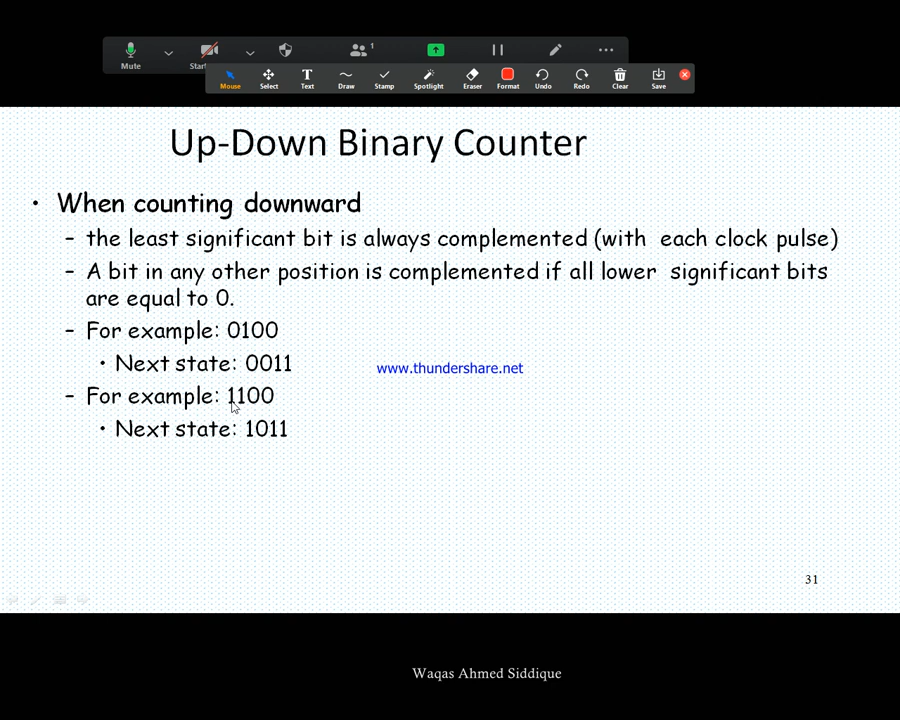 1
Mute
Star
Mouse Select Text Draw Stamp Spotlight Eraser Format Undo Redo Clear Save
Up-Down Binary Counter
• When counting downward
– the least significant bit is always complemented (with each clock pulse)
– A bit in any other position is complemented if all lower significant bits
are equal to 0.
– For example: 0100
• Next state: 0011
www.thundershare.net
– For example: 1100
• Next state: 1011
31
Waqas Ahmed Siddique